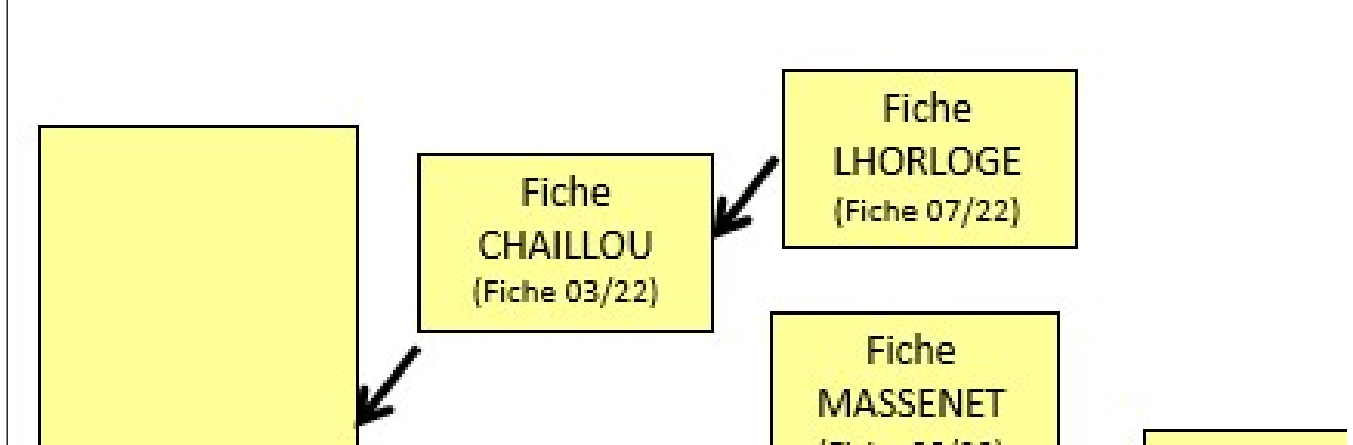 Fiche
LHORLOGE
(Fiche 07/22)
Fiche
CHAILLOU
(Fiche 03/22)
Fiche
MASSENET